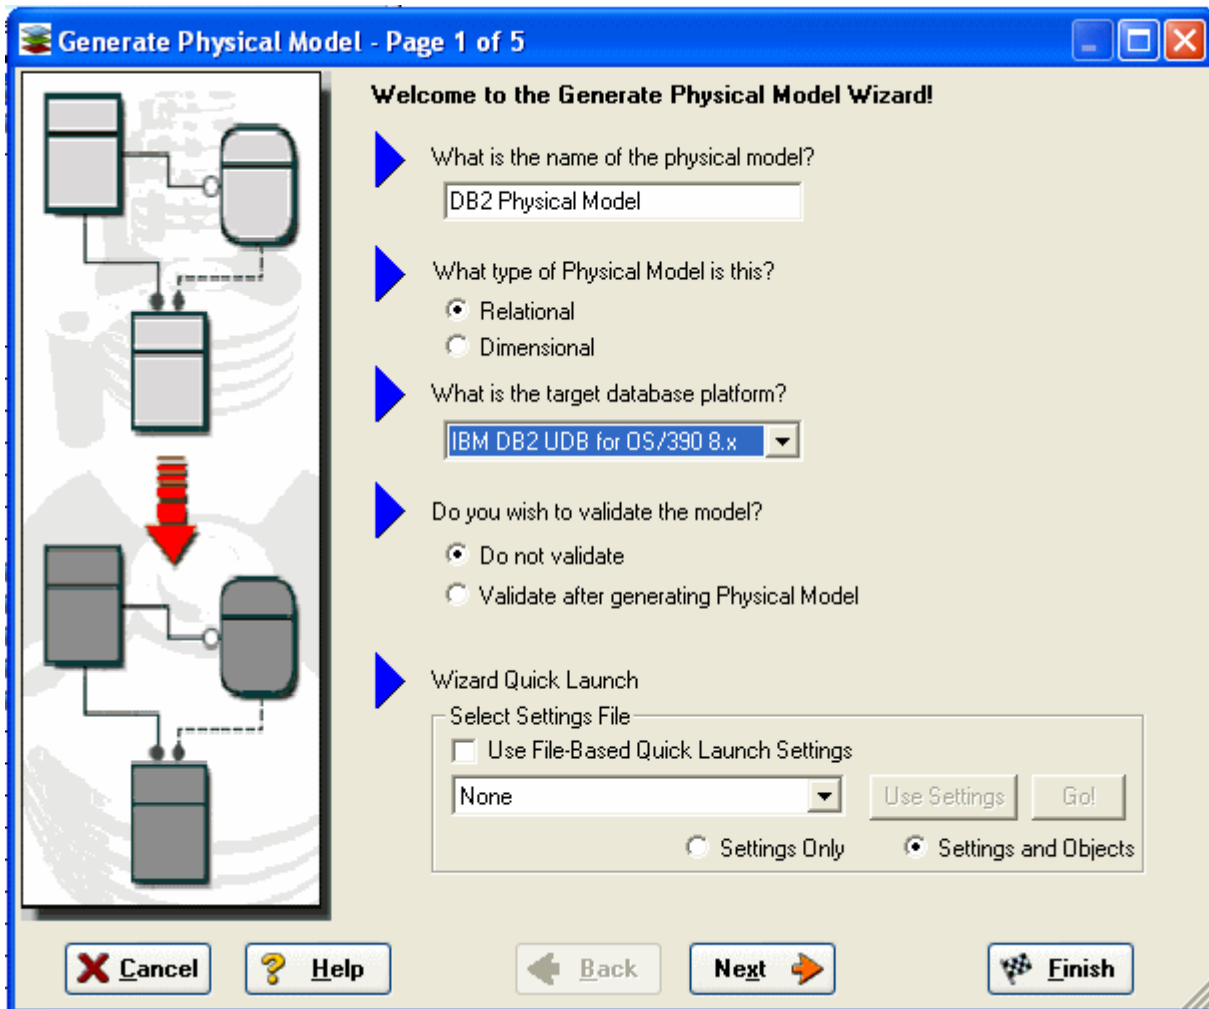 Generate Physical Model - Page 1 of 5
Welcome to the Generate Physical Model Wizard!
What is the name of the physical model?
DB2 Physical Model
What type of Physical Model is this?
Relational
Dimensional
What is the target database platform?
IBM DB2 UDB for OS/390 8.x
Do you wish to validate the model?
Do not validate
Validate after generating Physical Model
Wizard Quick Launch
Select Settings File
Use File-Based Quick Launch Settings
None Use Settings Go!
Settings Only Settings and Objects
Cancel Help Back Next Finish